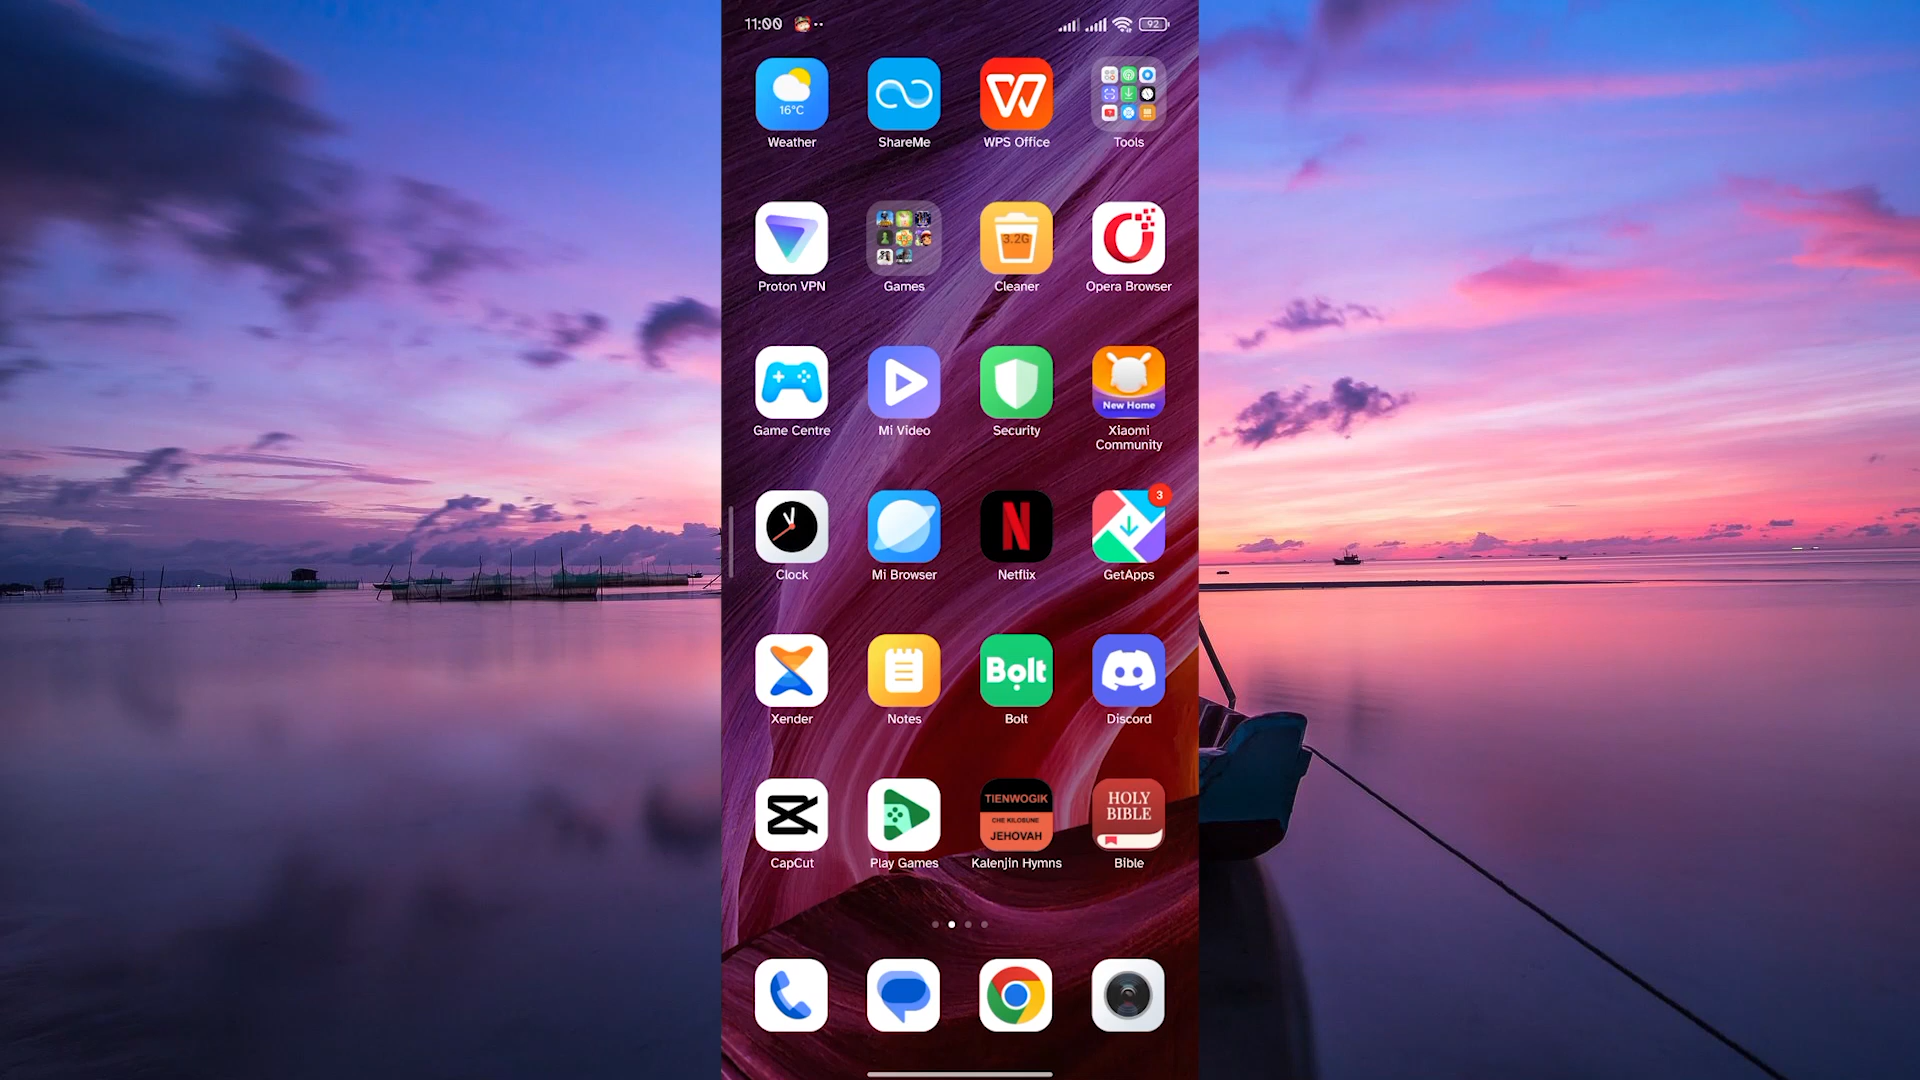 11:00
92
16°C
Weather
ShareMe
WPS Office
Tools
Proton VPN
Games
3.2G
Cleaner
Opera Browser
Game Centre
Mi Video
Security
New Home
Xiaomi
Community
Clock
Mi Browser
Netflix
3
GetApps
Xender
Notes
Bolt
Bolt
Discord
CapCut
Play Games
TIENWOGIK
CHE KILOSUNE
JEHOVAH
Kalenjin Hymns
HOLY
BIBLE
Bible